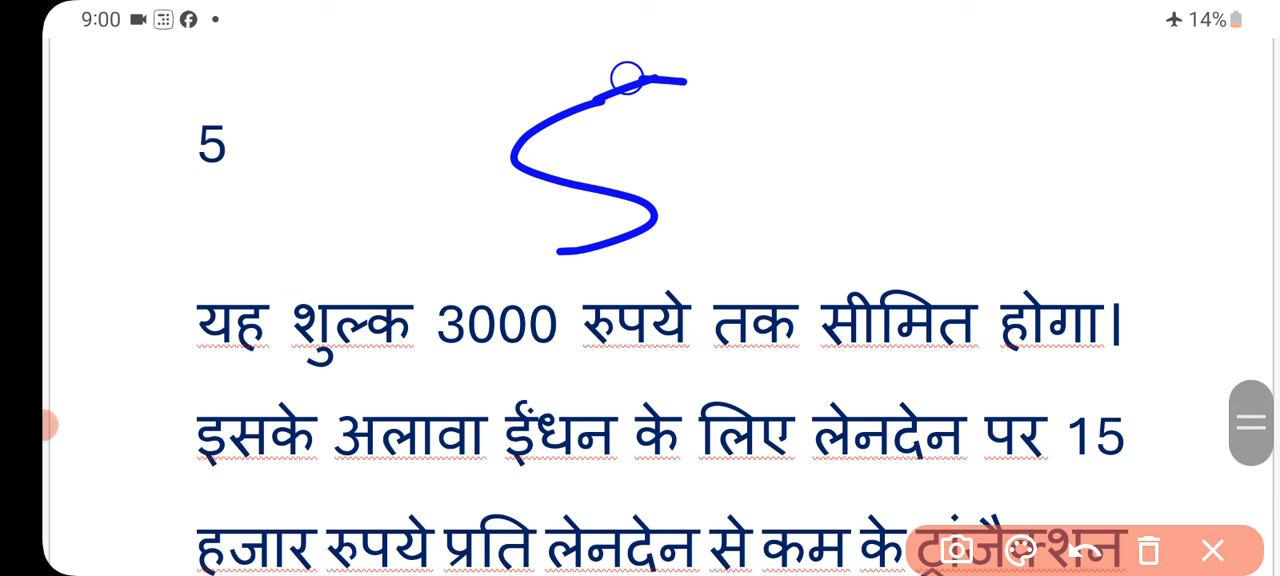 9:00 14%
5
यह शुल्क 3000 रुपये तक सीमित होगा।
इसके अलावा ईंधन के लिए लेनदेन पर 15
हजार रुपये प्रति लेनदेन से कम के ट्रांजैक्शन